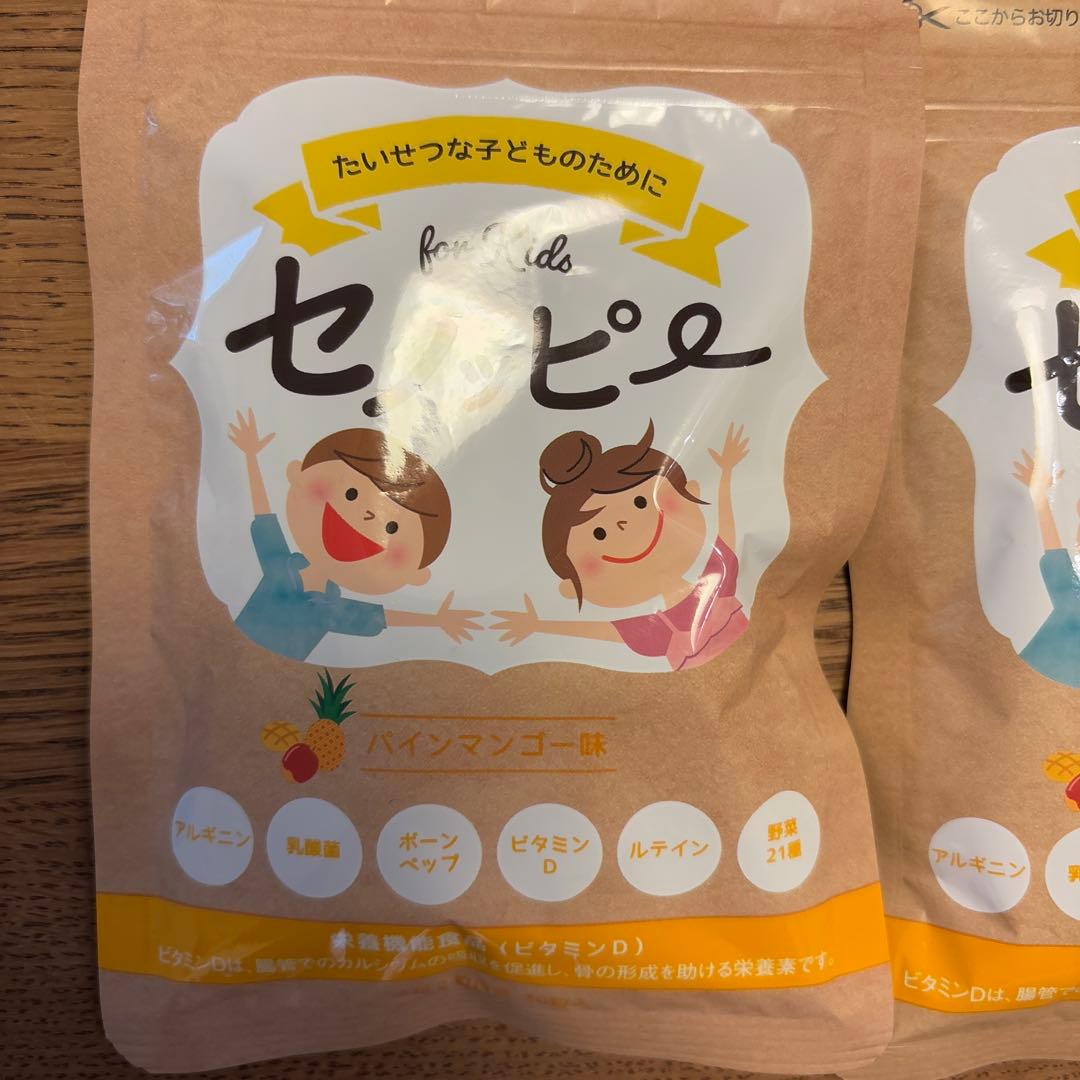 ここからお切り
たいせつな子どものために
for Kids
セノッピー
パインマンゴー味
アルギニン
乳酸菌
ボーン
ペップ
ビタミン
D
ルテイン
野菜
21種
栄養機能食品(ビタミンD)
ビタミンDは、腸管でのカルシウムの吸収を促進し、骨の形成を助ける栄養素です。
セ
アルギニン
乳
ビタミンDは、腸管で